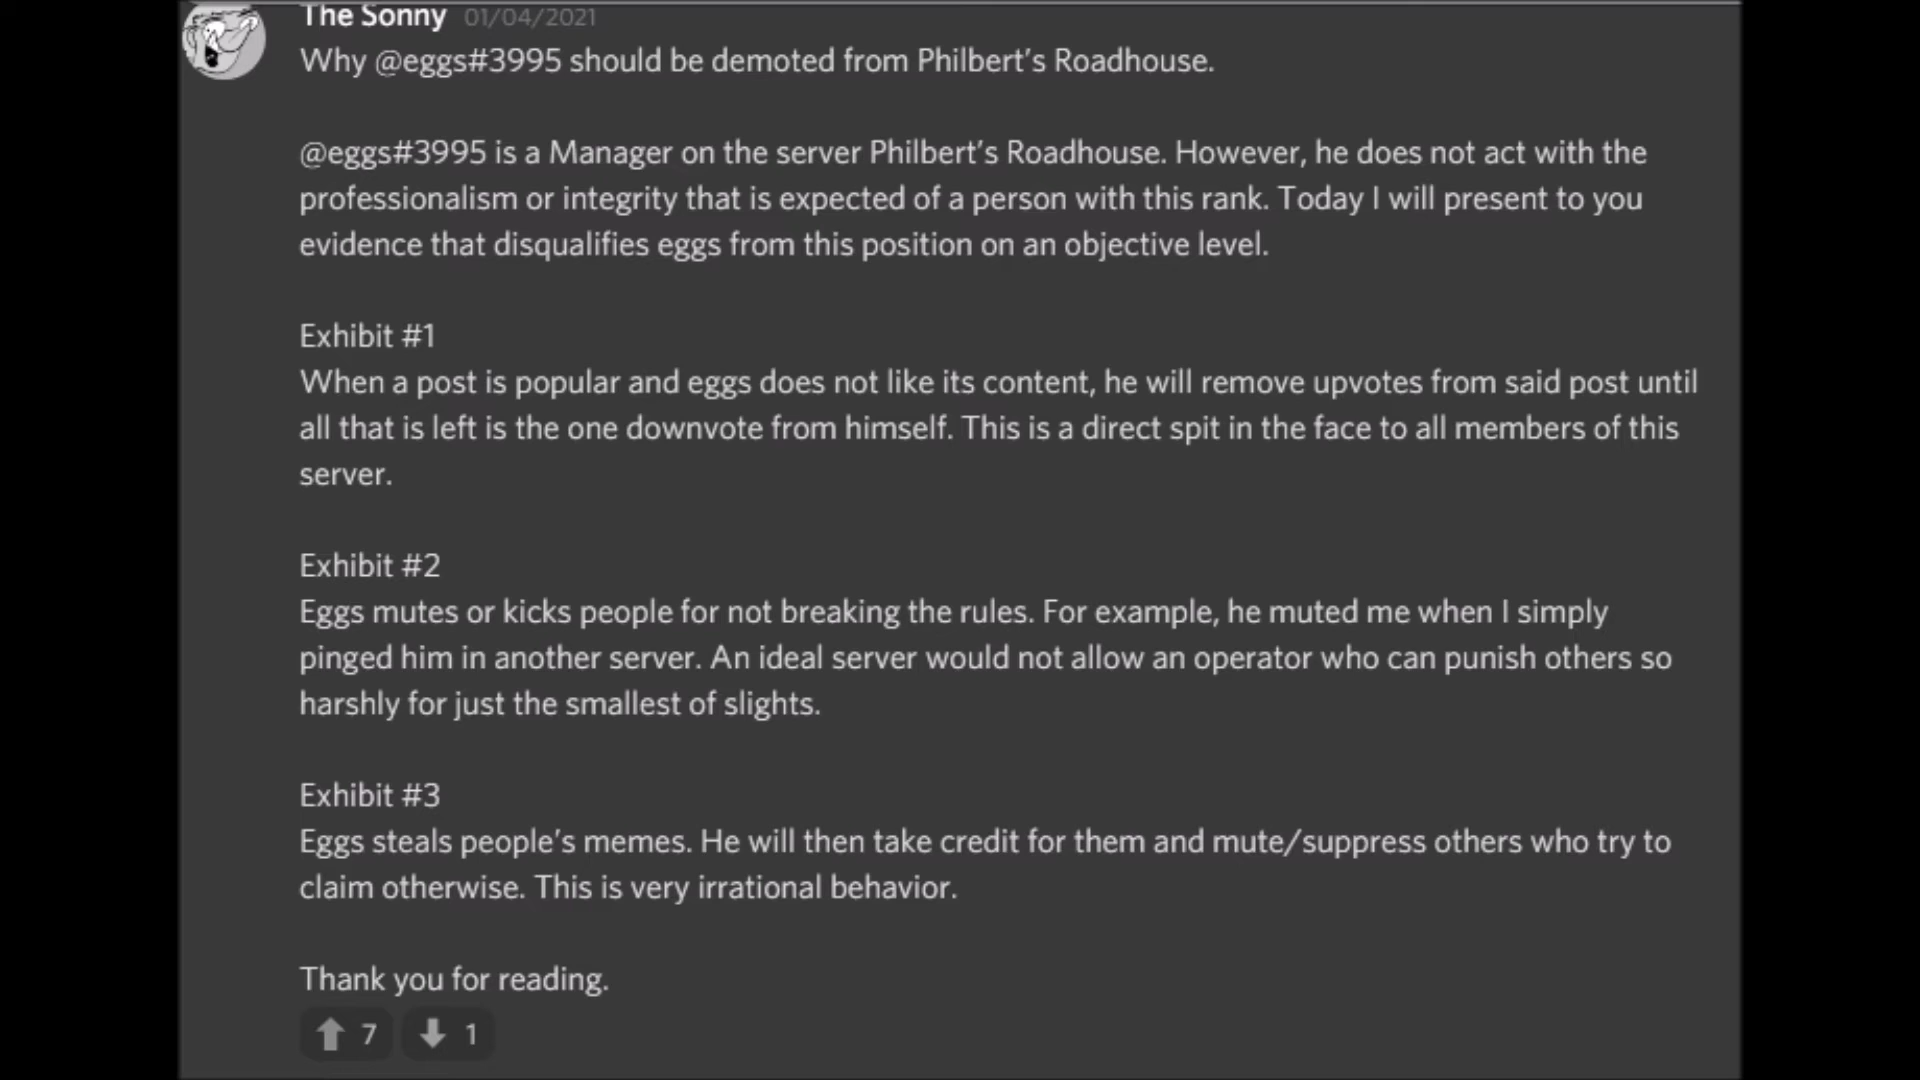 The Sonny 01/04/2021
Why @eggs#3995 should be demoted from Philbert's Roadhouse.
@eggs#3995 is a Manager on the server Philbert's Roadhouse. However, he does not act with the
professionalism or integrity that is expected of a person with this rank. Today I will present to you
evidence that disqualifies eggs from this position on an objective level.
Exhibit #1
When a post is popular and eggs does not like its content, he will remove upvotes from said post until
all that is left is the one downvote from himself. This is a direct spit in the face to all members of this
server.
Exhibit #2
Eggs mutes or kicks people for not breaking the rules. For example, he muted me when I simply
pinged him in another server. An ideal server would not allow an operator who can punish others so
harshly for just the smallest of slights.
Exhibit #3
Eggs steals people's memes. He will then take credit for them and mute/suppress others who try to
claim otherwise. This is very irrational behavior.
Thank you for reading.
7 1